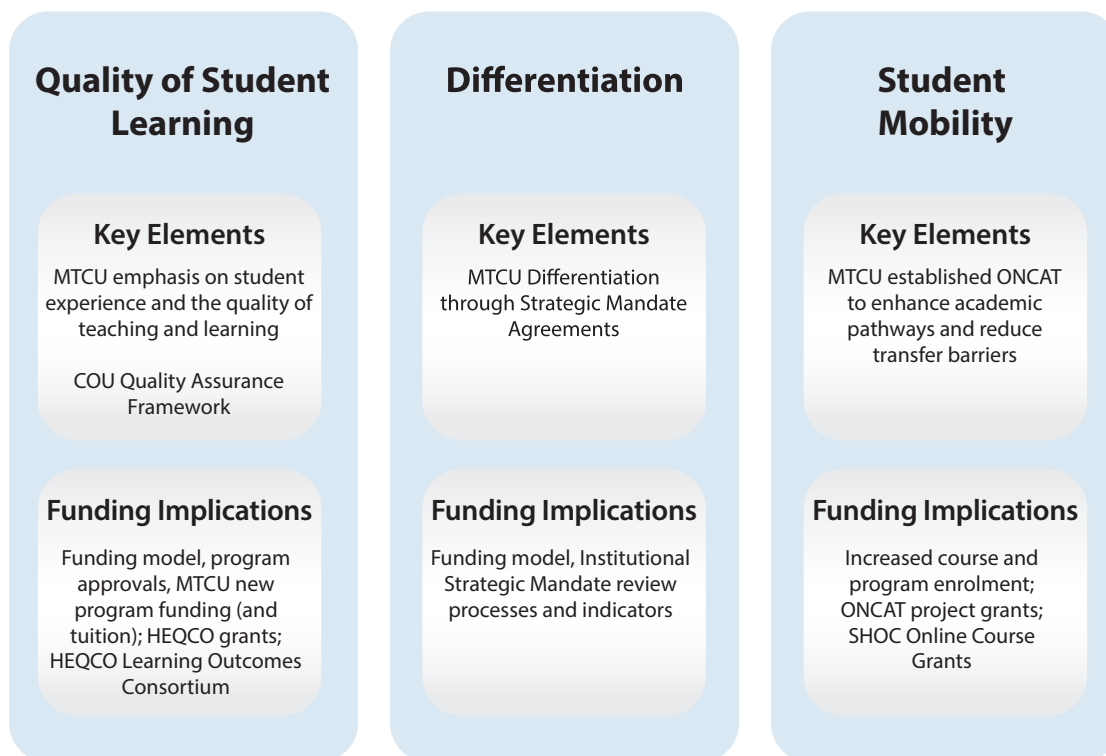 Quality of Student
Learning
Key Elements
MTCU emphasis on student
experience and the quality of
teaching and learning
COU Quality Assurance
Framework
Funding Implications
Funding model, program
approvals, MTCU new
program funding (and
tuition); HEQCO grants;
HEQCO Learning Outcomes
Consortium
Differentiation
Key Elements
MTCU Differentiation
through Strategic Mandate
Agreements
Funding Implications
Funding model, Institutional
Strategic Mandate review
processes and indicators
Student
Mobility
Key Elements
MTCU established ONCAT
to enhance academic
pathways and reduce
transfer barriers
Funding Implications
Increased course and
program enrolment;
ONCAT project grants;
SHOC Online Course
Grants